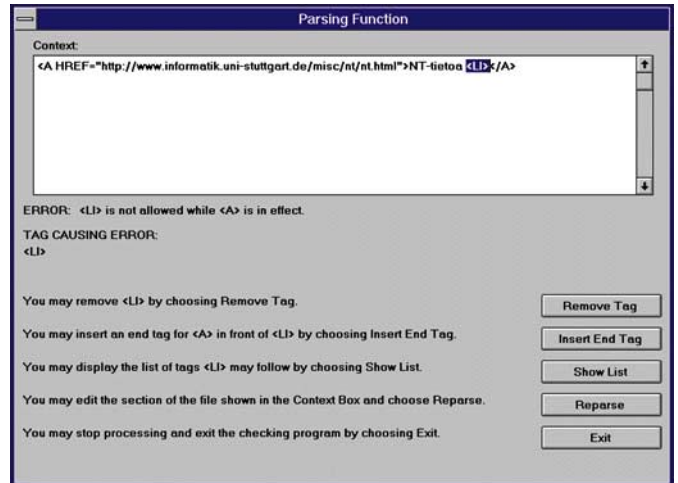 Parsing Function
Context:
<A HREF="http://www.informatik.uni-stuttgart.de/misc/nt/nt.html">NT-tietoa <LI></A>
ERROR: <LI> is not allowed while <A> is in effect.
TAG CAUSING ERROR:
<LI>
You may remove <LI> by choosing Remove Tag.
Remove Tag
You may insert an end tag for <A> in front of <LI> by choosing Insert End Tag.
Insert End Tag
You may display the list of tags <LI> may follow by choosing Show List.
Show List
You may edit the section of the file shown in the Context Box and choose Reparse.
Reparse
You may stop processing and exit the checking program by choosing Exit.
Exit